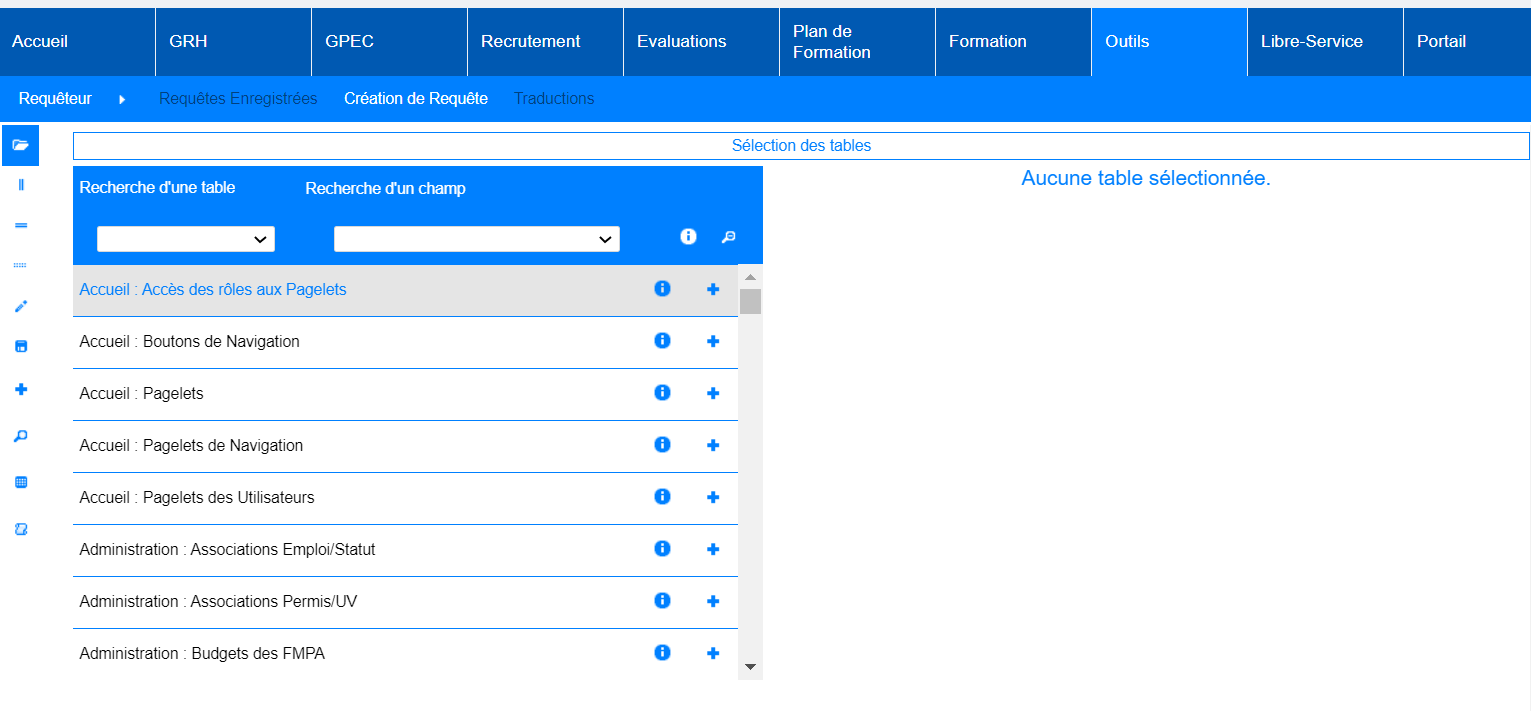 Accueil
GRH
GPEC
Recrutement
Evaluations
Plan de
Formation
Formation
Outils
Libre-Service
Portail
Requêteur
Requêtes Enregistrées
Création de Requête
Traductions
Sélection des tables
Recherche d'une table
Recherche d'un champ
Aucune table sélectionnée.
Accueil : Accès des rôles aux Pagelets
Accueil : Boutons de Navigation
Accueil : Pagelets
Accueil : Pagelets de Navigation
Accueil : Pagelets des Utilisateurs
Administration : Associations Emploi/Statut
Administration : Associations Permis/UV
Administration : Budgets des FMPA